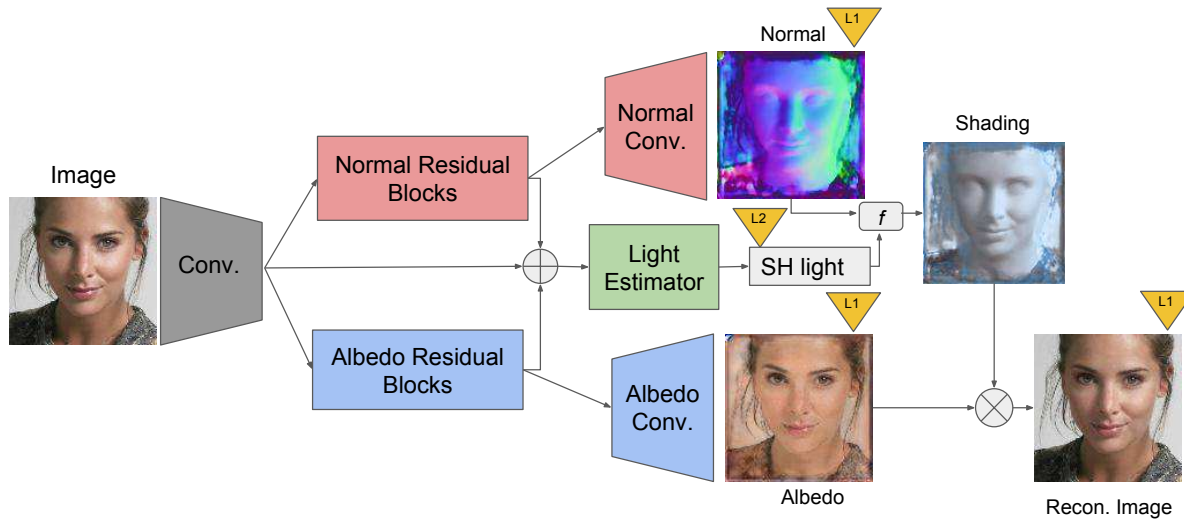 Image
Conv.
Normal Residual
Blocks
Albedo Residual
Blocks
Normal
Conv.
Light
Estimator
Albedo
Conv.
Normal
L1
L2
SH light
f
Shading
L1
Albedo
L1
Recon. Image